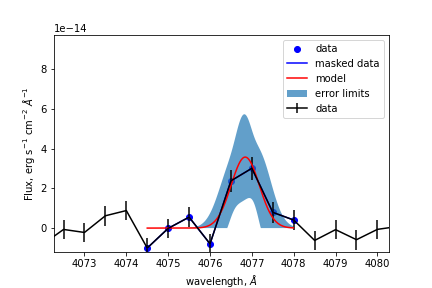 1e−14
data
masked data
model
error limits
data
8
6
4
2
0
Flux, erg s⁻¹ cm⁻² Å⁻¹
4073 4074 4075 4076 4077 4078 4079 4080
wavelength, Å